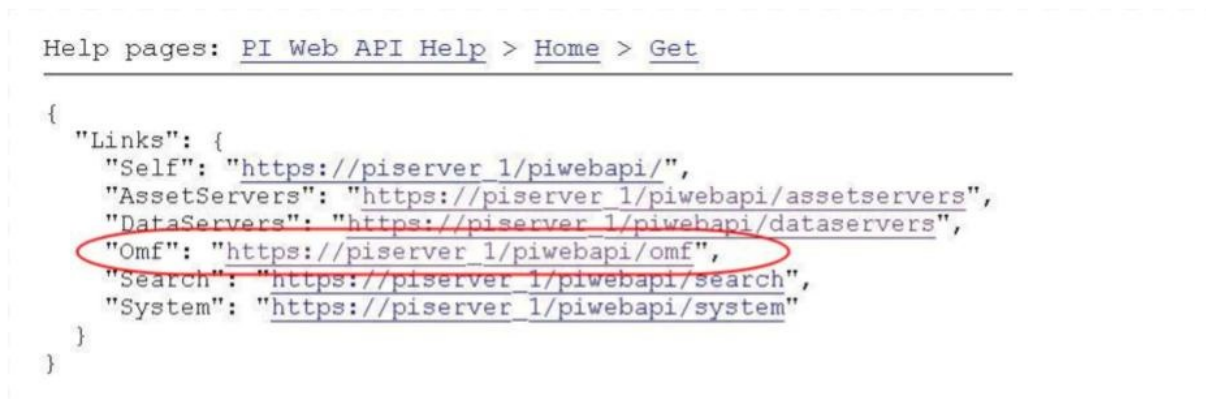 Help pages: PI Web API Help > Home > Get
{
"Links": {
"Self": "https://piserver_1/piwebapi/",
"AssetServers": "https://piserver_1/piwebapi/assetservers",
"DataServers": "https://piserver_1/piwebapi/dataservers",
"Omf": "https://piserver_1/piwebapi/omf",
"Search": "https://piserver_1/piwebapi/search",
"System": "https://piserver_1/piwebapi/system"
}
}